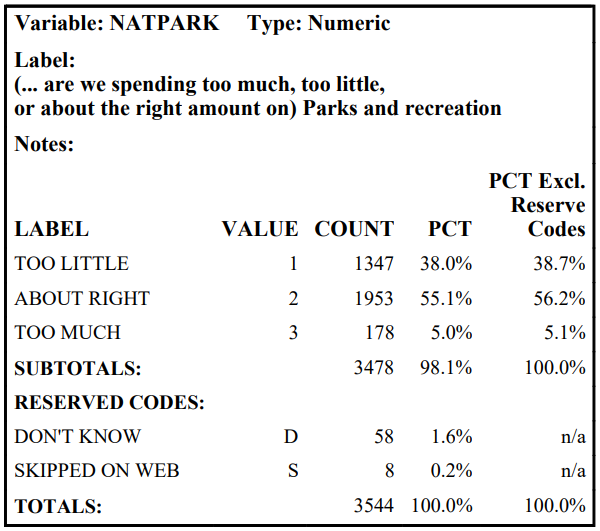 Variable: NATPARK Type: Numeric
Label:
(... are we spending too much, too little,
or about the right amount on) Parks and recreation
Notes:
PCT Excl.
Reserve
LABEL VALUE COUNT PCT Codes
TOO LITTLE 1 1347 38.0% 38.7%
ABOUT RIGHT 2 1953 55.1% 56.2%
TOO MUCH 3 178 5.0% 5.1%
SUBTOTALS: 3478 98.1% 100.0%
RESERVED CODES:
DON'T KNOW D 58 1.6% n/a
SKIPPED ON WEB S 8 0.2% n/a
TOTALS: 3544 100.0% 100.0%